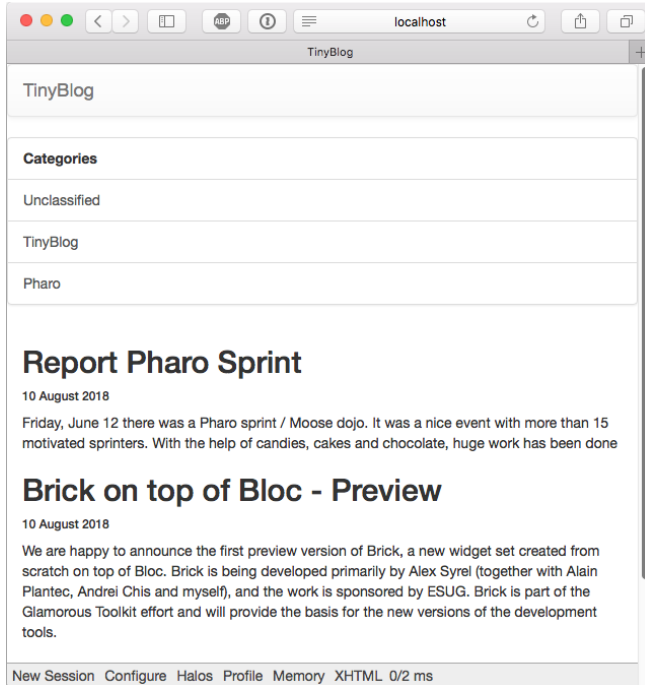 ABP
localhost
TinyBlog
TinyBlog
Categories
Unclassified
TinyBlog
Pharo
Report Pharo Sprint
10 August 2018
Friday, June 12 there was a Pharo sprint / Moose dojo. It was a nice event with more than 15
motivated sprinters. With the help of candies, cakes and chocolate, huge work has been done
Brick on top of Bloc - Preview
10 August 2018
We are happy to announce the first preview version of Brick, a new widget set created from
scratch on top of Bloc. Brick is being developed primarily by Alex Syrel (together with Alain
Plantec, Andrei Chis and myself), and the work is sponsored by ESUG. Brick is part of the
Glamorous Toolkit effort and will provide the basis for the new versions of the development
tools.
New Session Configure Halos Profile Memory XHTML 0/2 ms